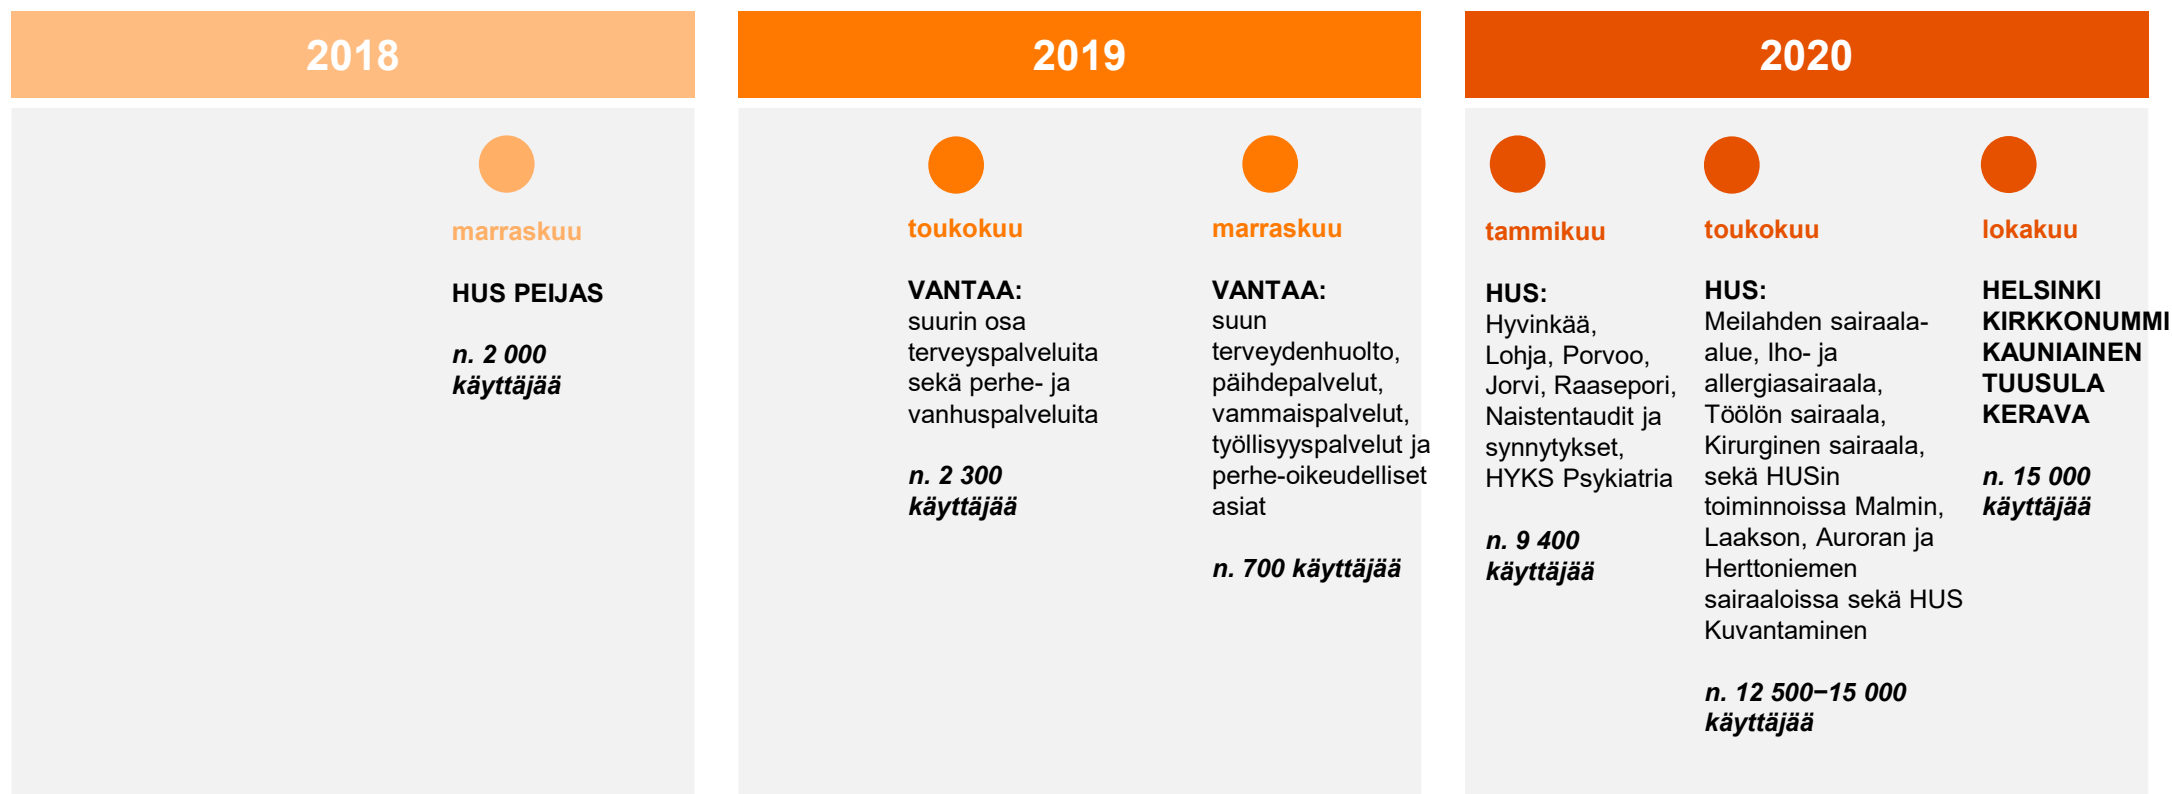 2018
marraskuu
HUS PEIJAS
n. 2 000
käyttäjää
2019
toukokuu
VANTAA:
suurin osa
terveyspalveluita
sekä perhe- ja
vanhuspalveluita
n. 2 300
käyttäjää
marraskuu
VANTAA:
suun
terveydenhuolto,
päihdepalvelut,
vammaispalvelut,
työllisyyspalvelut ja
perhe-oikeudelliset
asiat
n. 700 käyttäjää
2020
tammikuu
HUS:
Hyvinkää,
Lohja, Porvoo,
Jorvi, Raasepori,
Naistentaudit ja
synnytykset,
HYKS Psykiatria
n. 9 400
käyttäjää
toukokuu
HUS:
Meilahden sairaala-
alue, Iho- ja
allergiasairaala,
Töölön sairaala,
Kirurginen sairaala,
sekä HUSin
toiminnoissa Malmin,
Laakson, Auroran ja
Herttoniemen
sairaaloissa sekä HUS
Kuvantaminen
n. 12 500−15 000
käyttäjää
lokakuu
HELSINKI
KIRKKONUMMI
KAUNIAINEN
TUUSULA
KERAVA
n. 15 000
käyttäjää